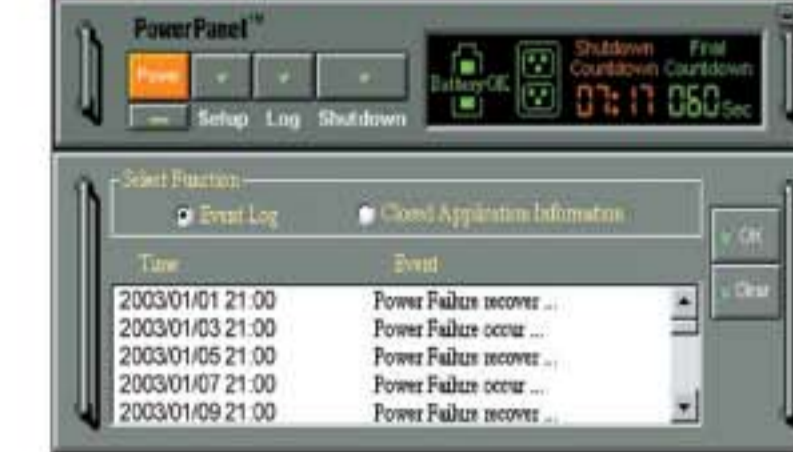 PowerPanel™
Power
Setup Log Shutdown
Battery OK
Shutdown Countdown
07:17
Final Countdown
060 Sec
Select Function
Event Log
Closed Application Information
Time Event
2003/01/01 21:00 Power Failure recover ...
2003/01/03 21:00 Power Failure occur ...
2003/01/05 21:00 Power Failure recover ...
2003/01/07 21:00 Power Failure occur ...
2003/01/09 21:00 Power Failure recover ...
OK
Clear